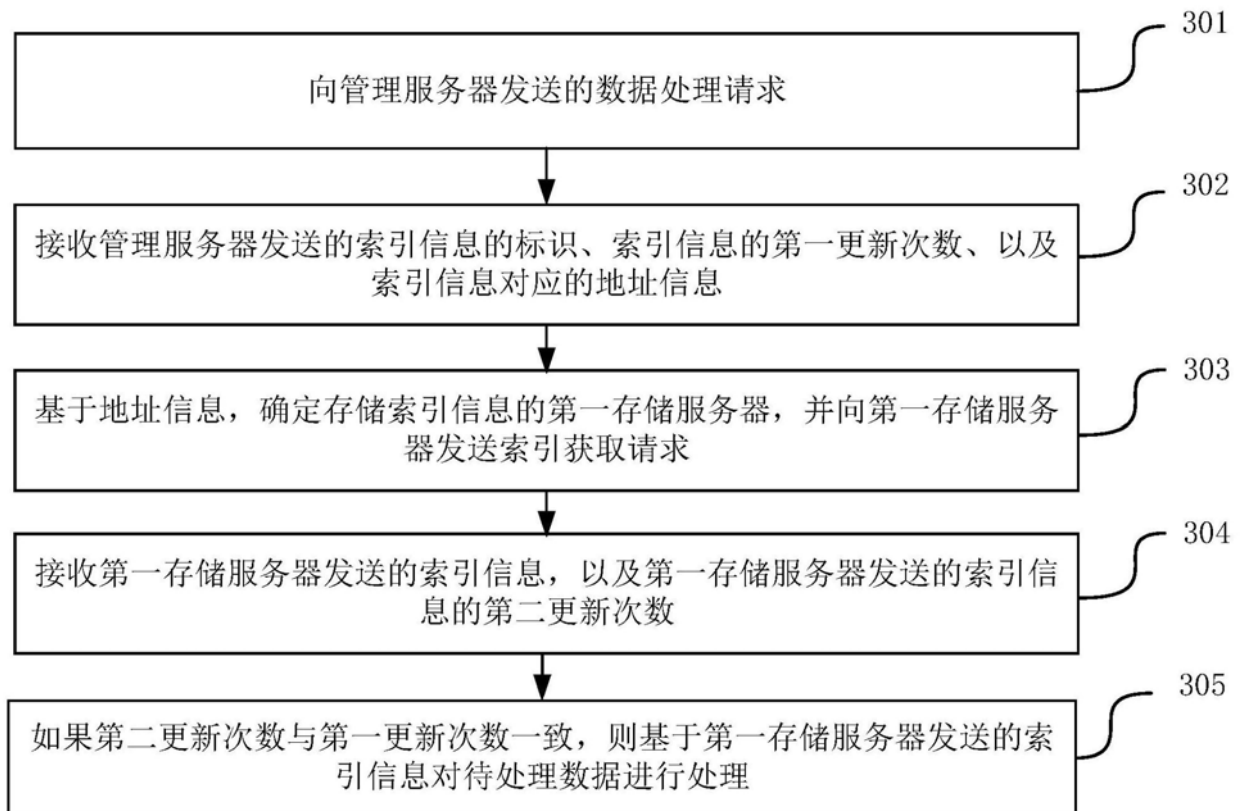 301
向管理服务器发送的数据处理请求
302
接收管理服务器发送的索引信息的标识、索引信息的第一更新次数、以及
索引信息对应的地址信息
303
基于地址信息，确定存储索引信息的第一存储服务器，并向第一存储服务
器发送索引获取请求
304
接收第一存储服务器发送的索引信息，以及第一存储服务器发送的索引信
息的第二更新次数
305
如果第二更新次数与第一更新次数一致，则基于第一存储服务器发送的索
引信息对待处理数据进行处理